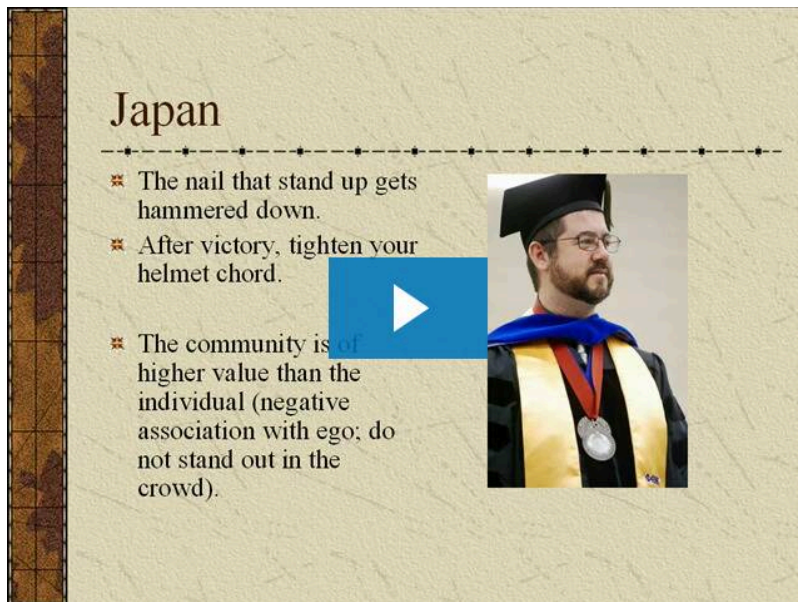 Japan
The nail that stand up gets
hammered down.
After victory, tighten your
helmet chord.
The community is of
higher value than the
individual (negative
association with ego; do
not stand out in the
crowd).